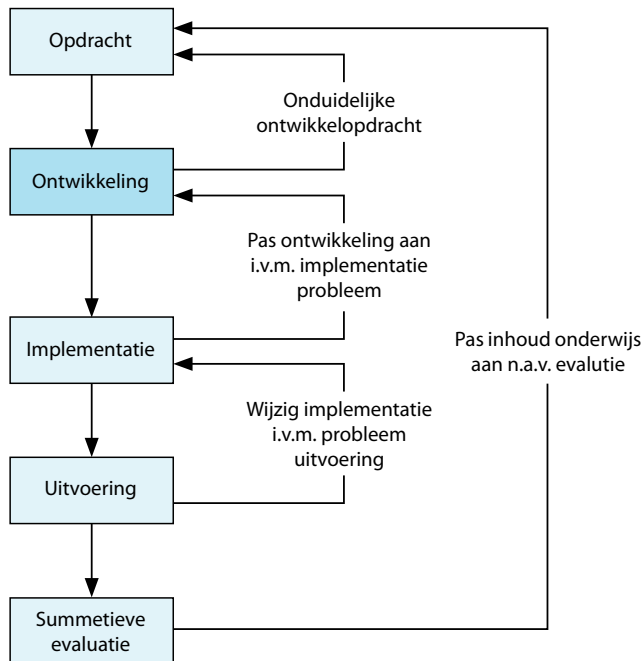 Opdracht
Onduidelijke
ontwikkelopdracht
Ontwikkeling
Pas ontwikkeling aan
i.v.m. implementatie
probleem
Implementatie
Pas inhoud onderwijs
aan n.a.v. evalutie
Wijzig implementatie
i.v.m. probleem
uitvoering
Uitvoering
Summetieve
evaluatie